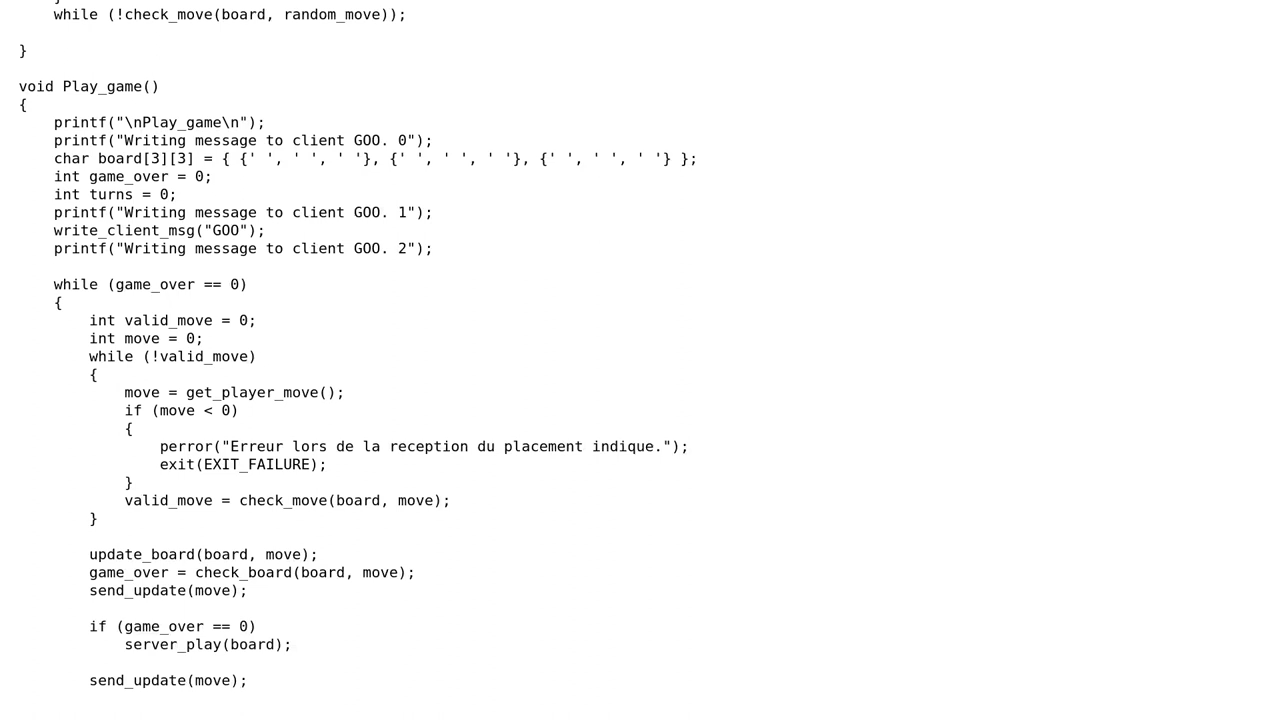 }
while (!check_move(board, random_move));
}
void Play_game()
{
printf("\nPlay_game\n");
printf("Writing message to client GOO. 0");
char board[3][3] = { {' ', ' ', ' '}, {' ', ' ', ' '}, {' ', ' ', ' '} };
int game_over = 0;
int turns = 0;
printf("Writing message to client GOO. 1");
write_client_msg("GOO");
printf("Writing message to client GOO. 2");
while (game_over == 0)
{
int valid_move = 0;
int move = 0;
while (!valid_move)
{
move = get_player_move();
if (move < 0)
{
perror("Erreur lors de la reception du placement indique.");
exit(EXIT_FAILURE);
}
valid_move = check_move(board, move);
}
update_board(board, move);
game_over = check_board(board, move);
send_update(move);
if (game_over == 0)
server_play(board);
send_update(move);